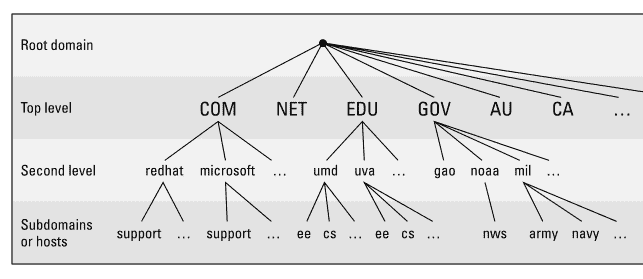 Root domain
Top level COM NET EDU GOV AU CA ...
Second level redhat microsoft ... umd uva ... gao noaa mil ...
Subdomains support ... support ... ee cs ... ee cs ... nws army navy ...
or hosts